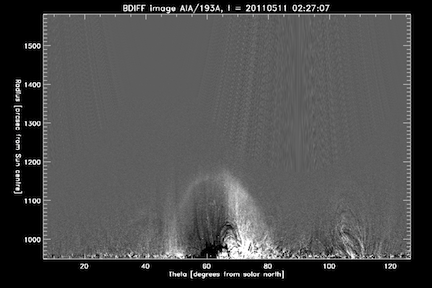 BDIFF image AIA/193A, t = 20110511 02:27:07
Radius [arcsec from Sun centre]
1500
1400
1300
1200
1100
1000
20 40 60 80 100 120
Theta [degrees from solar north]